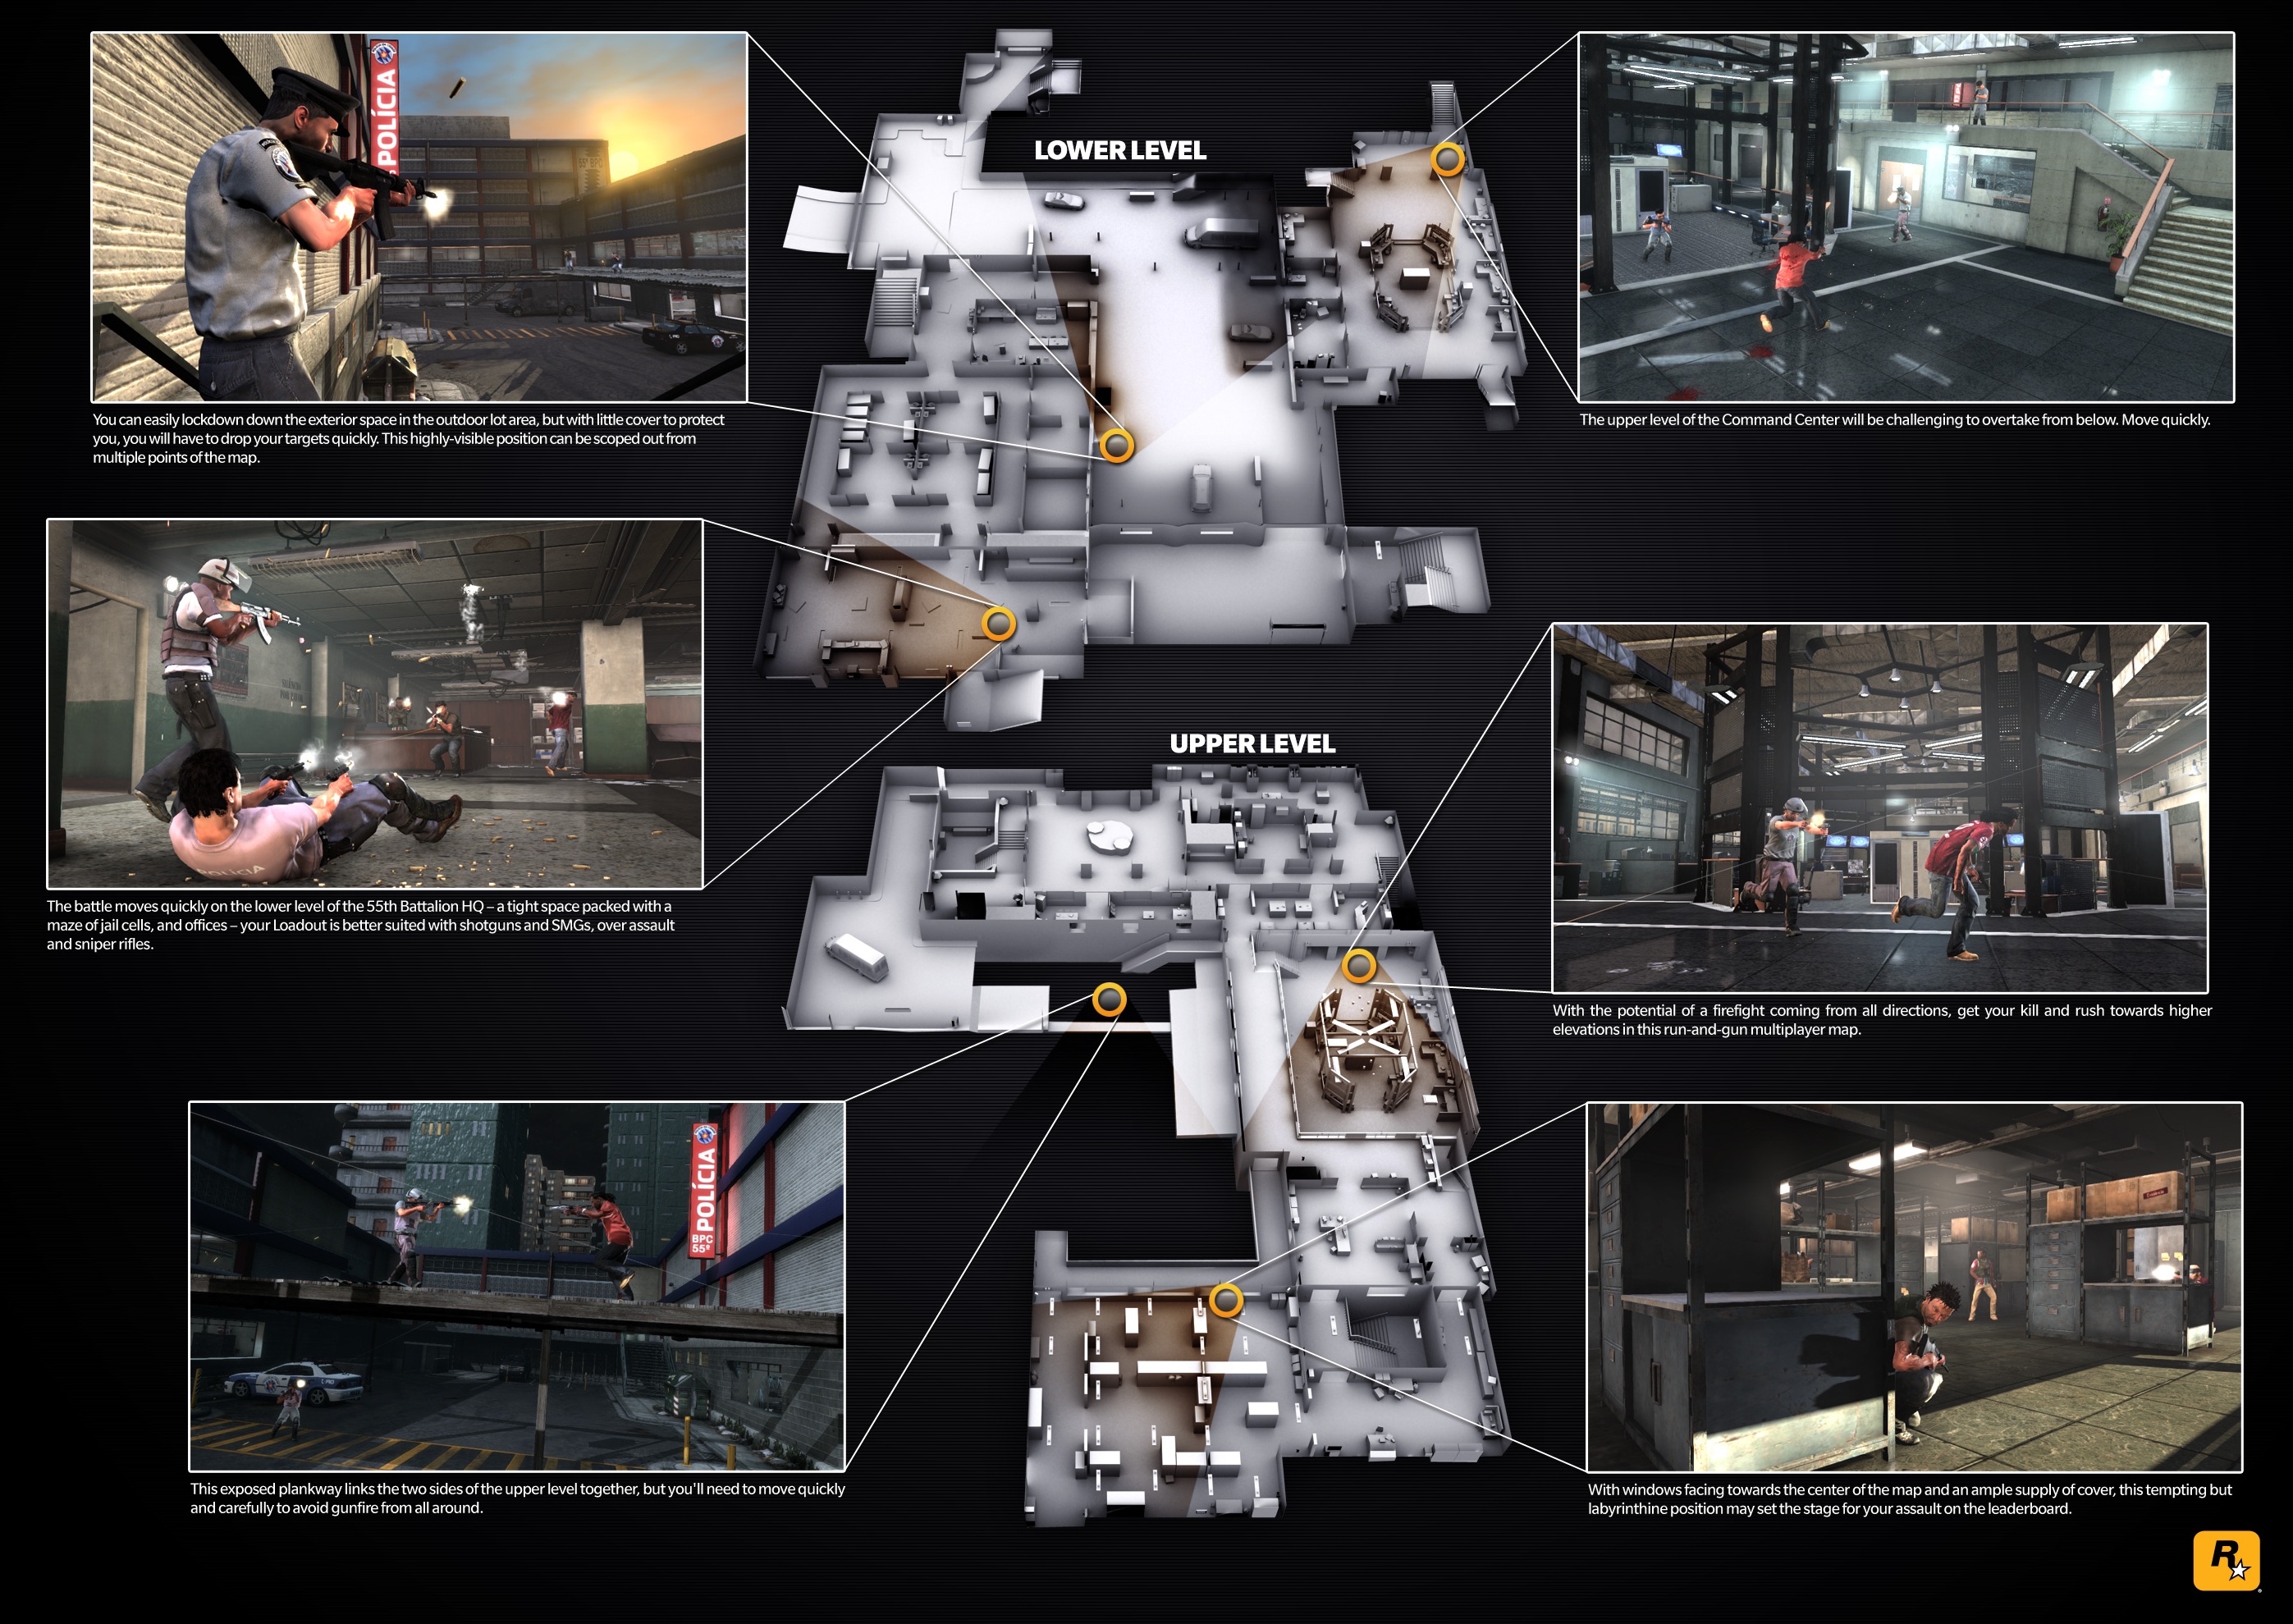 LOWER LEVEL
POLÍCIA
You can easily lockdown down the exterior space in the outdoor lot area, but with little cover to protect
you, you will have to drop your targets quickly. This highly-visible position can be scoped out from
multiple points of the map.
The upper level of the Command Center will be challenging to overtake from below. Move quickly.
POLÍCIA
The battle moves quickly on the lower level of the 55th Battalion HQ – a tight space packed with a
maze of jail cells, and offices – your Loadout is better suited with shotguns and SMGs, over assault
and sniper rifles.
UPPER LEVEL
With the potential of a firefight coming from all directions, get your kill and rush towards higher
elevations in this run-and-gun multiplayer map.
POLÍCIA
BPC
55º
This exposed plankway links the two sides of the upper level together, but you'll need to move quickly
and carefully to avoid gunfire from all around.
With windows facing towards the center of the map and an ample supply of cover, this tempting but
labyrinthine position may set the stage for your assault on the leaderboard.
R